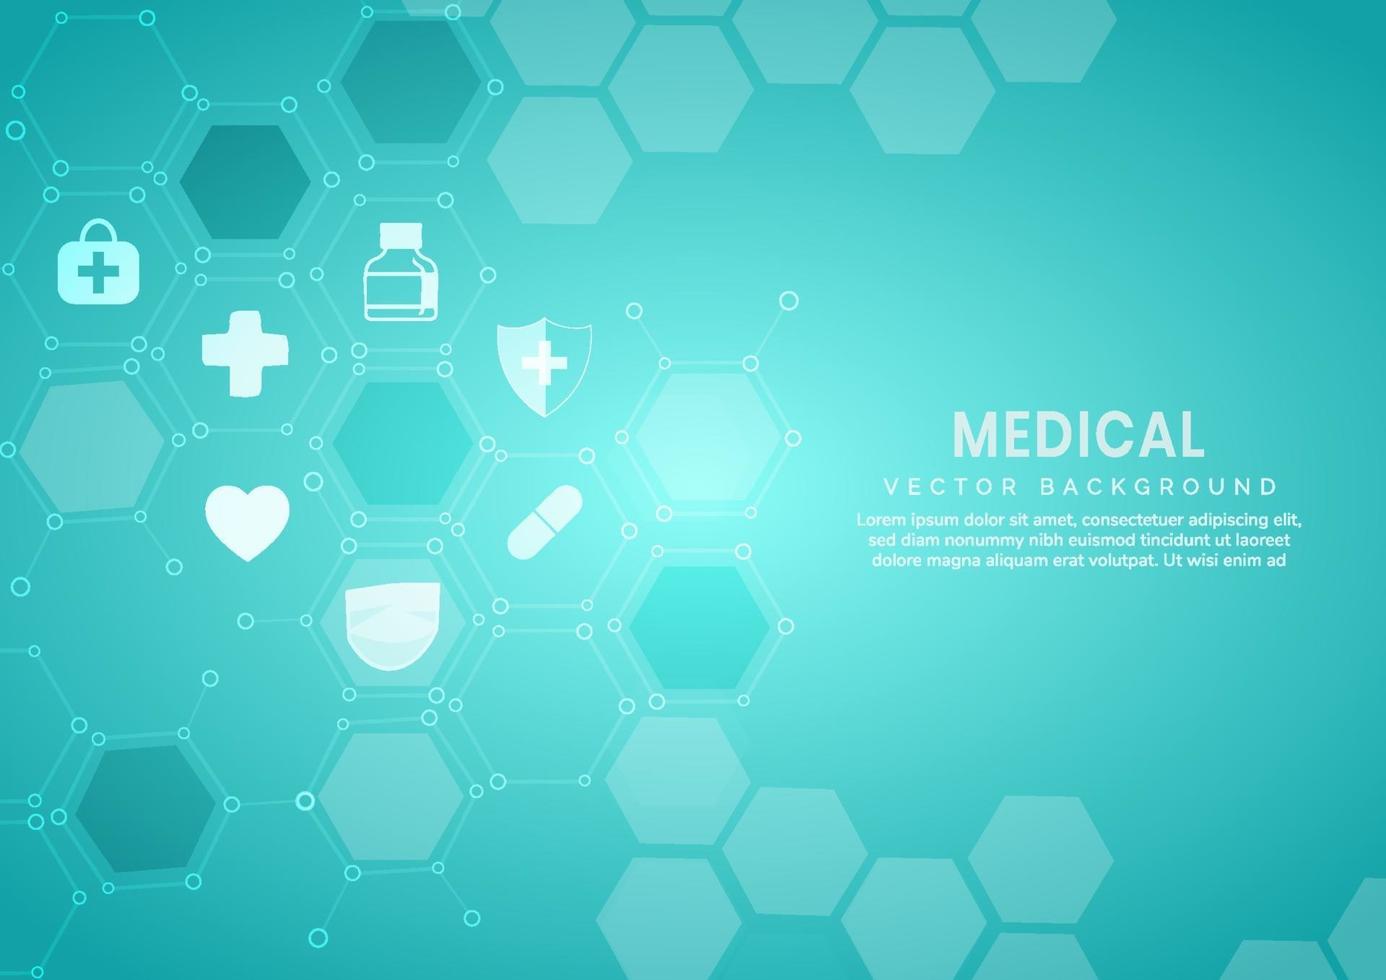 MEDICAL
VECTOR BACKGROUND
Lorem ipsum dolor sit amet, consectetuer adipiscing elit,
sed diam nonummy nibh euismod tincidunt ut laoreet
dolore magna aliquam erat volutpat. Ut wisi enim ad